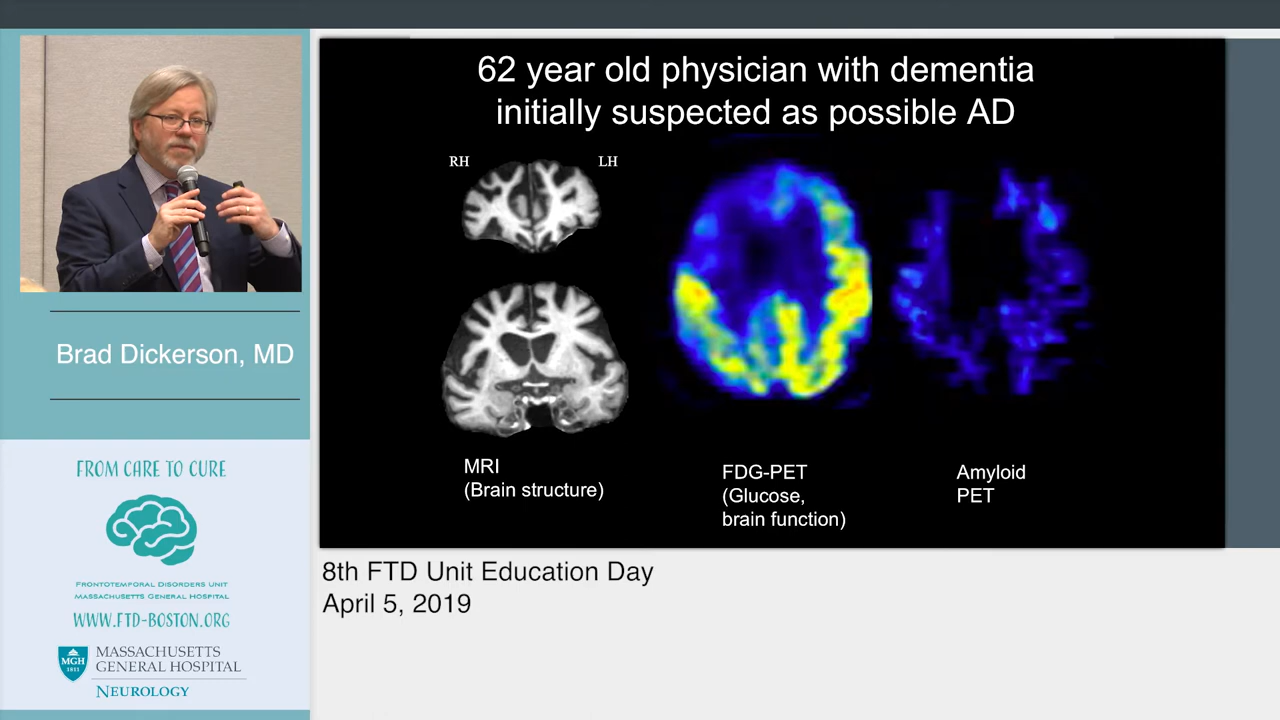 62 year old physician with dementia
initially suspected as possible AD
RH
LH
MRI
(Brain structure)
FDG-PET
(Glucose,
brain function)
Amyloid
PET
Brad Dickerson, MD
FROM CARE TO CURE
FRONTOTEMPORAL DISORDERS UNIT
MASSACHUSETTS GENERAL HOSPITAL
WWW.FTD-BOSTON.ORG
MGH
1811
MASSACHUSETTS
GENERAL HOSPITAL
NEUROLOGY
8th FTD Unit Education Day
April 5, 2019